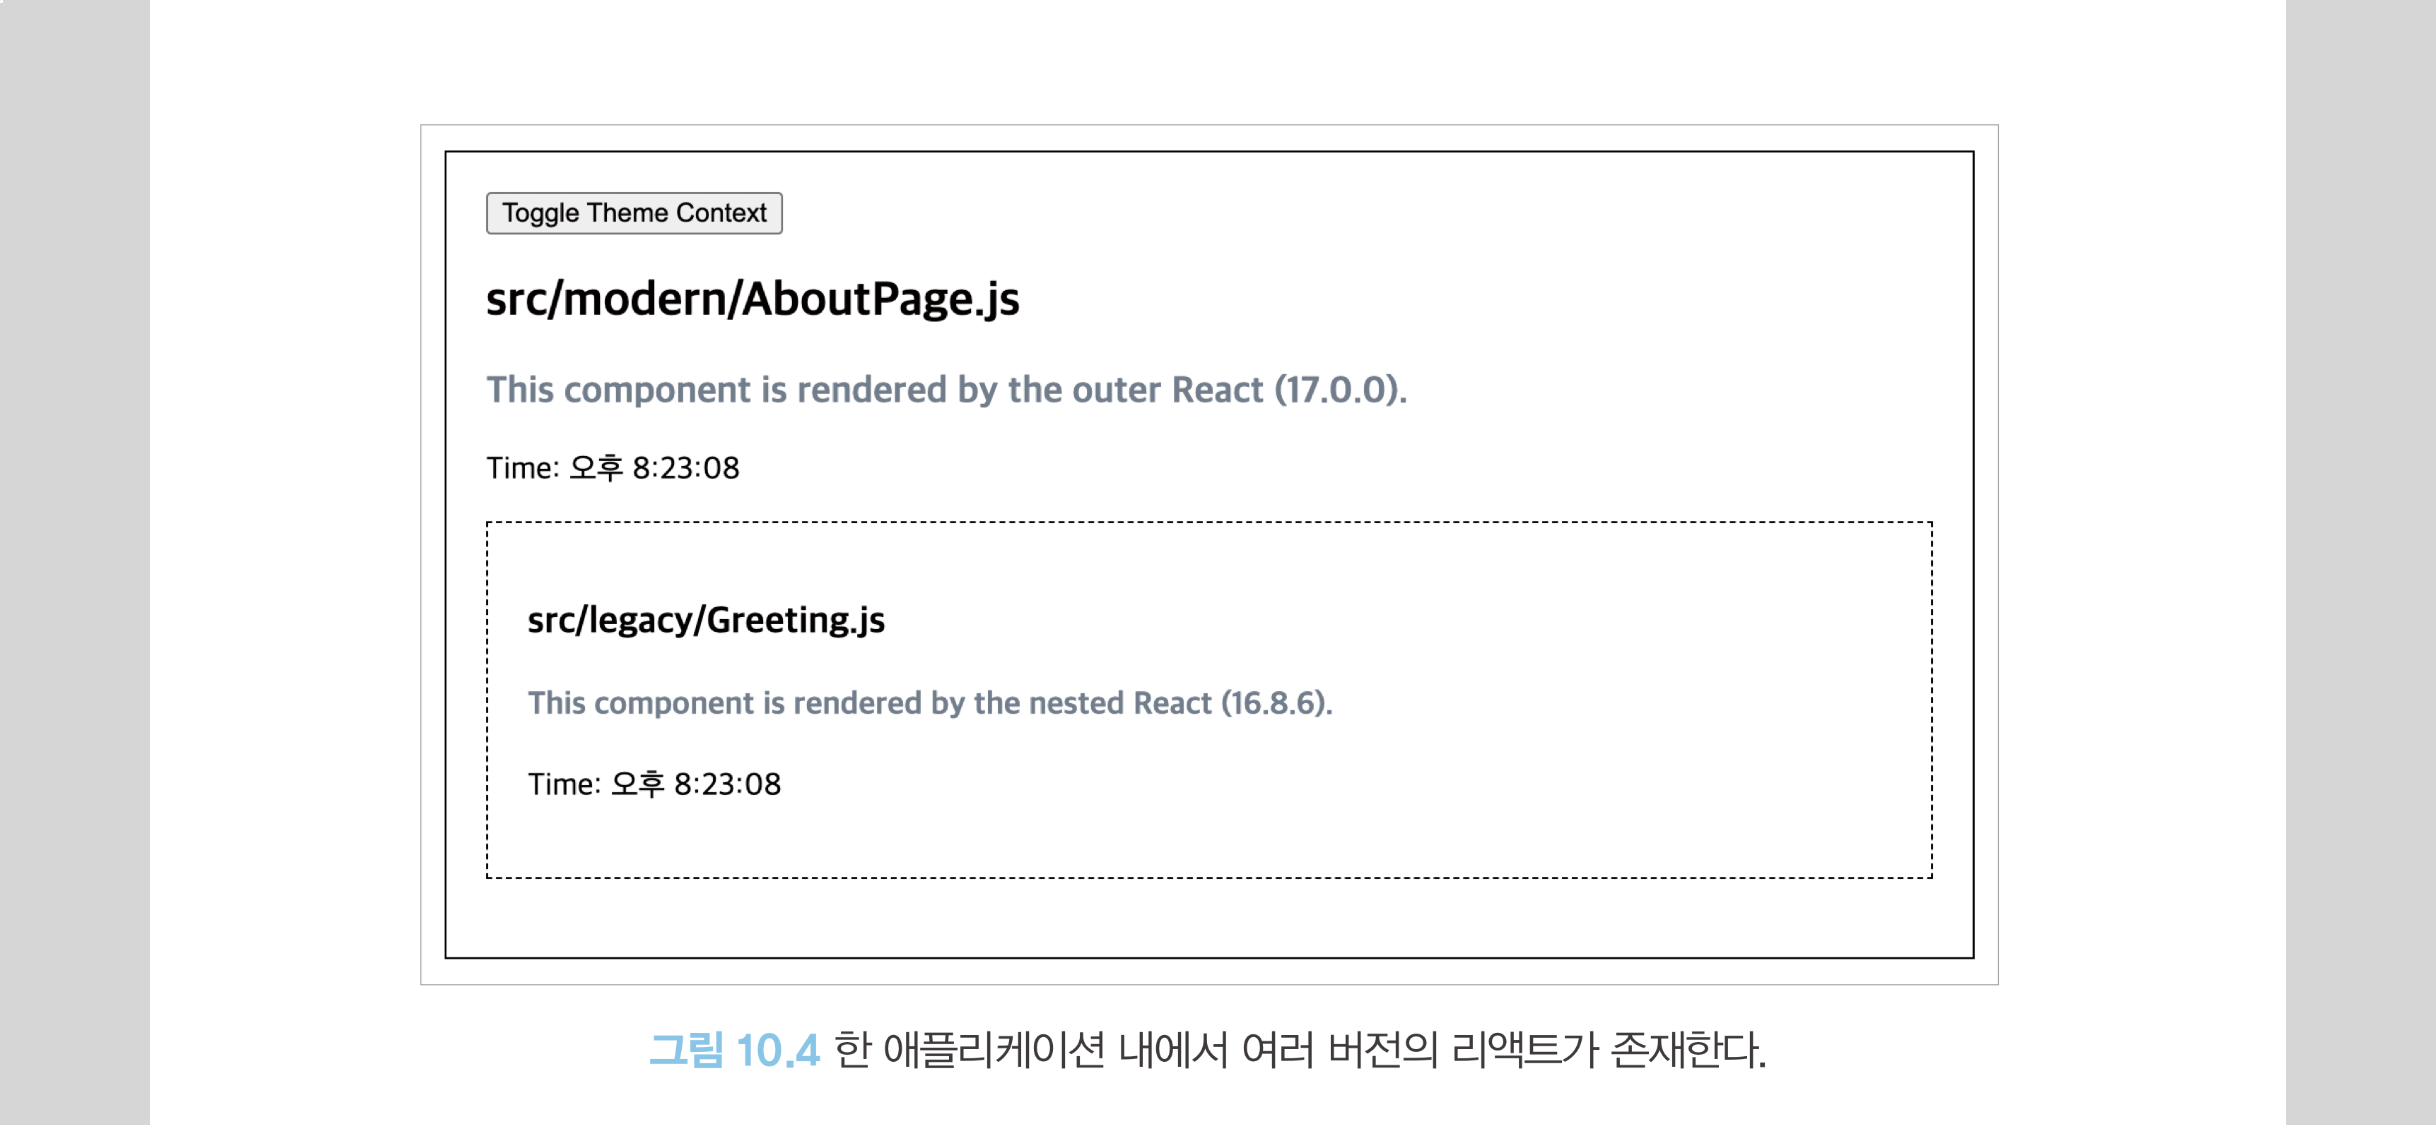 Toggle Theme Context
src/modern/AboutPage.js
This component is rendered by the outer React (17.0.0).
Time: 오후 8:23:08
src/legacy/Greeting.js
This component is rendered by the nested React (16.8.6).
Time: 오후 8:23:08
그림 10.4 한 애플리케이션 내에서 여러 버전의 리액트가 존재한다.